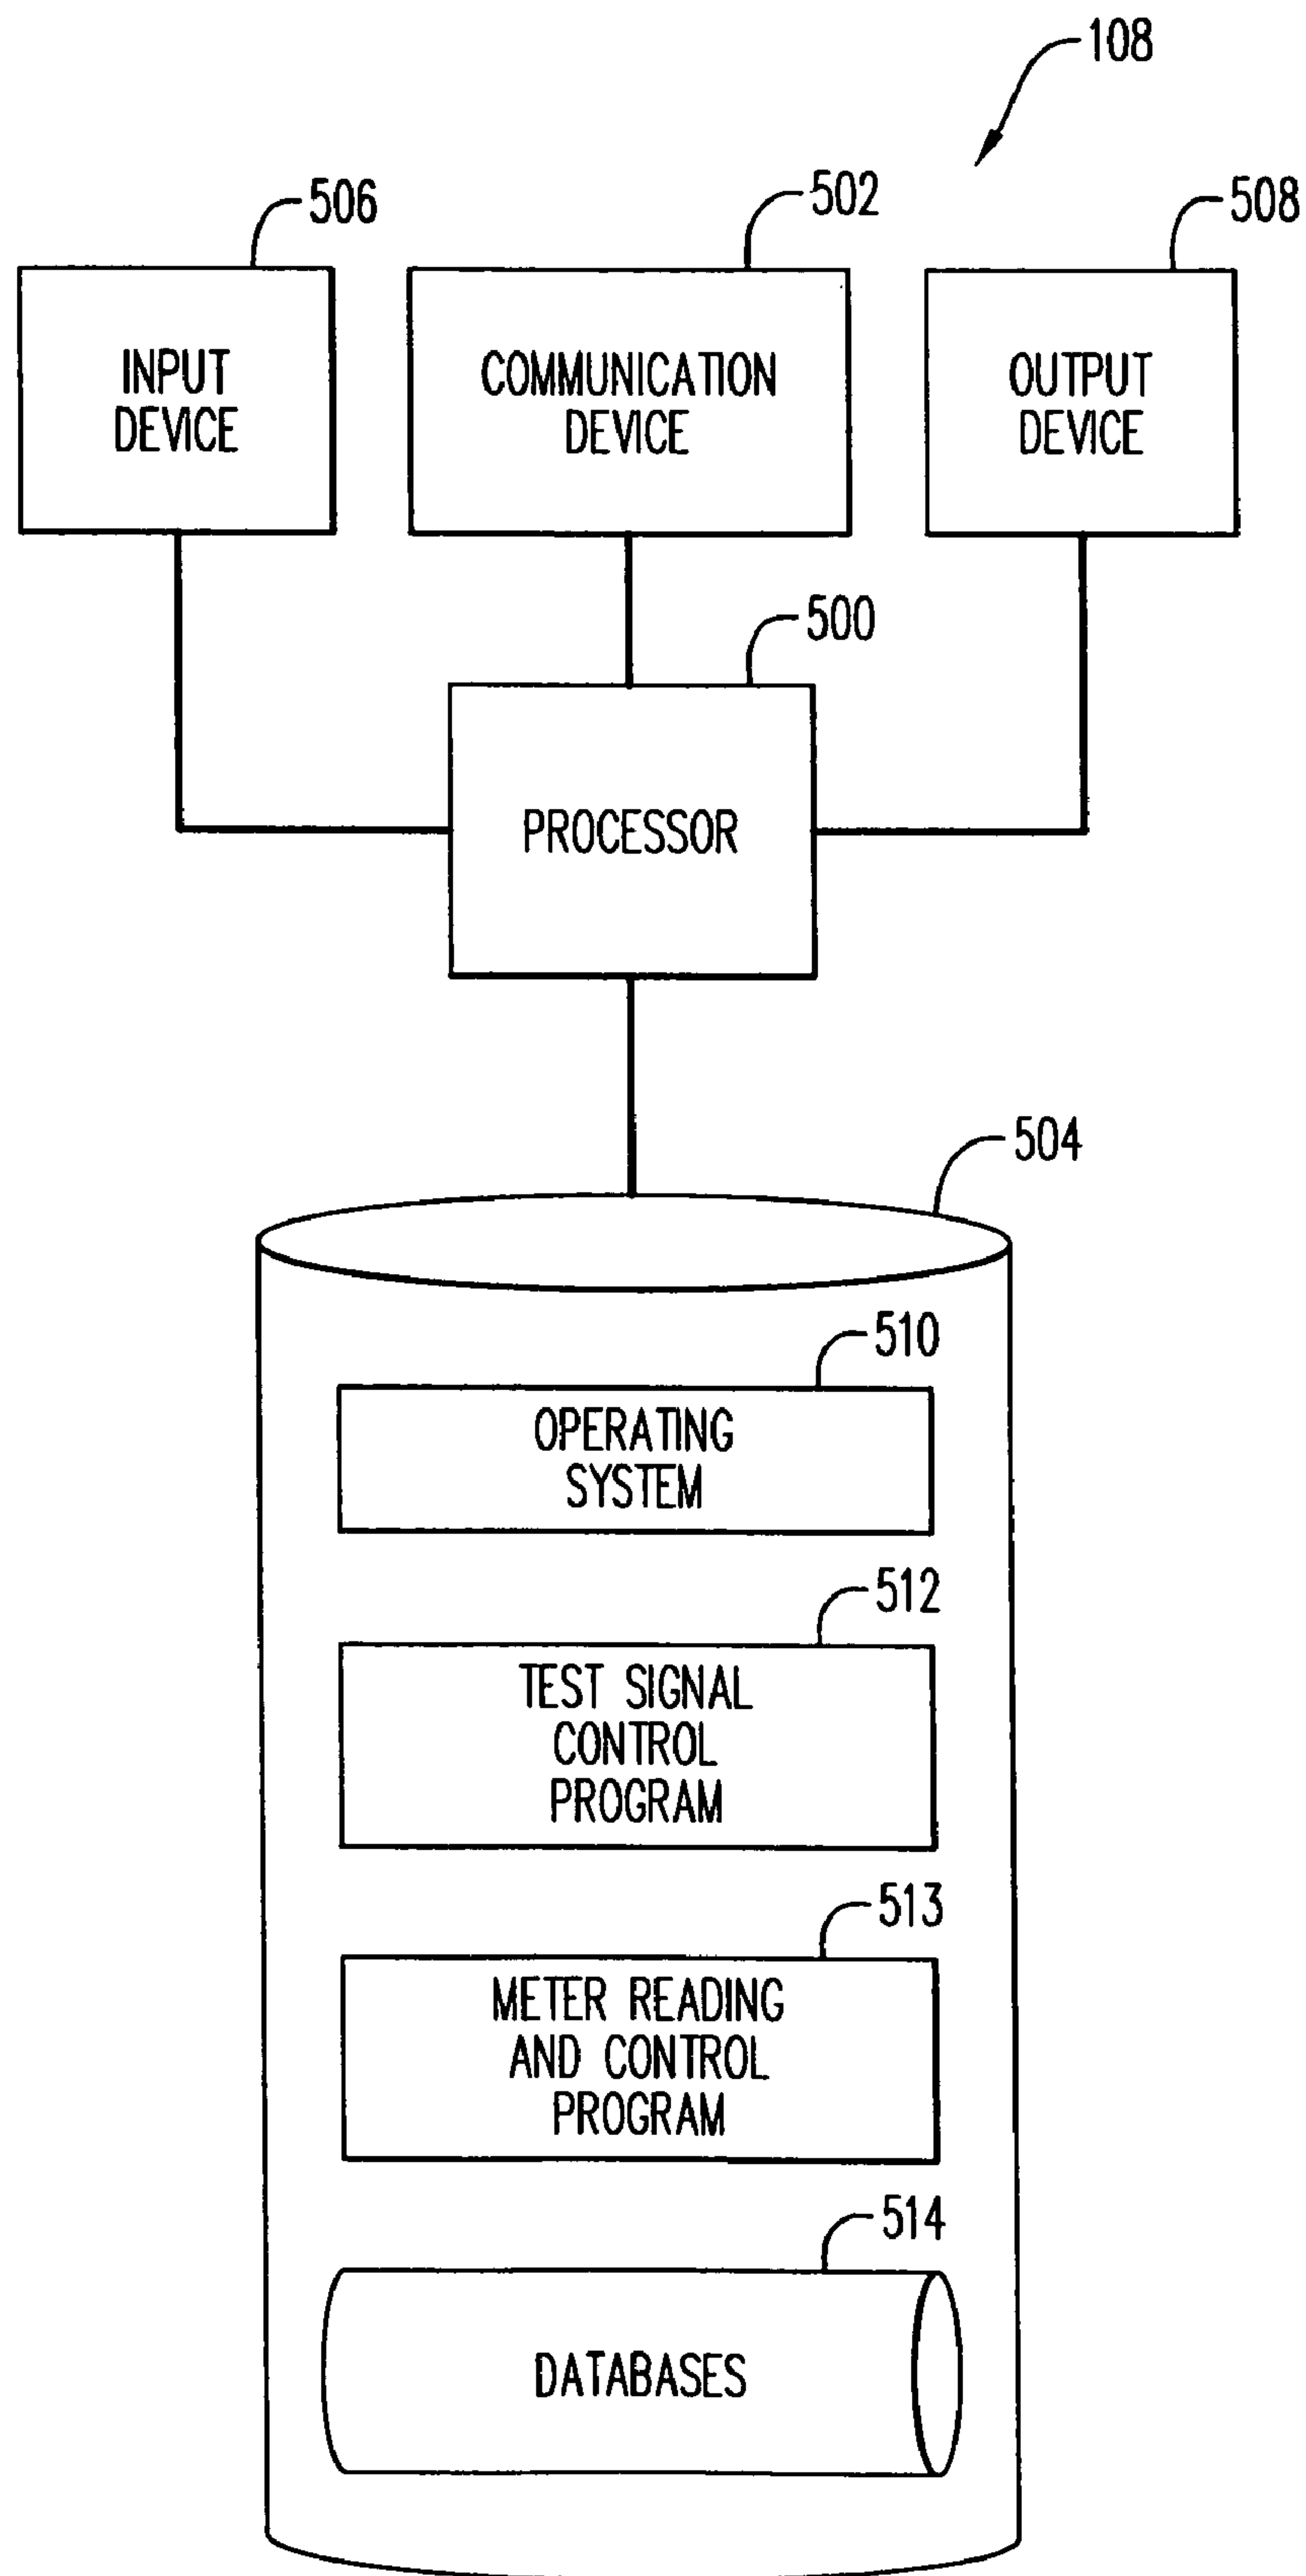 108
506
502
508
INPUT
DEVICE
COMMUNICATION
DEVICE
OUTPUT
DEVICE
500
PROCESSOR
504
510
OPERATING
SYSTEM
512
TEST SIGNAL
CONTROL
PROGRAM
513
METER READING
AND CONTROL
PROGRAM
514
DATABASES